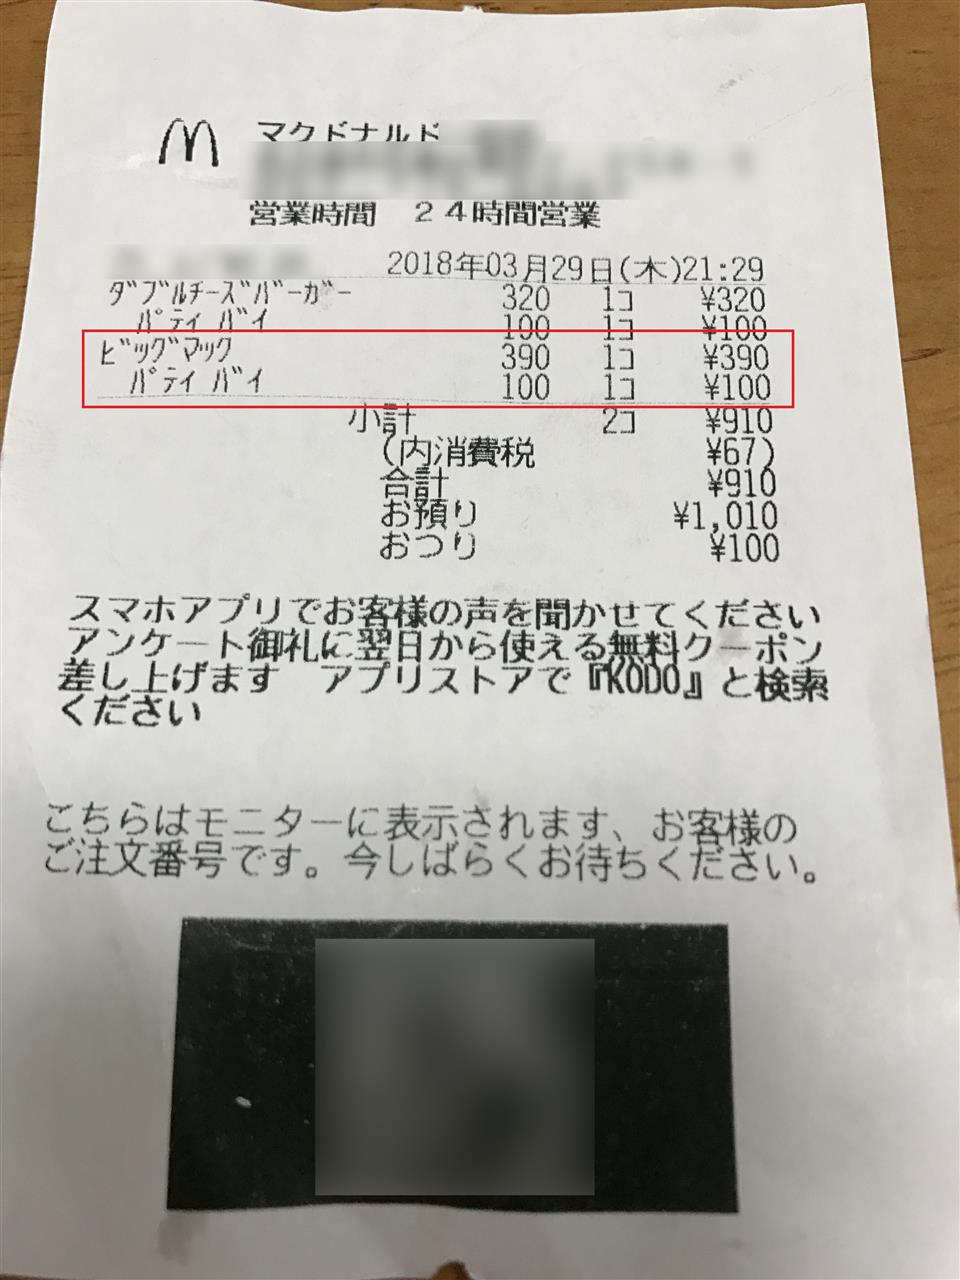 マクドナルド
営業時間 24時間営業
2018年03月29日(木)21:29
ﾀﾞﾌﾞﾙﾁｰｽﾞﾊﾞｰｶﾞｰ 320 1ｺ ¥320
ﾊﾟﾃｨ ﾊﾞｲ 100 1ｺ ¥100
ﾋﾞｯｸﾞﾏｯｸ 390 1ｺ ¥390
ﾊﾟﾃｨ ﾊﾞｲ 100 1ｺ ¥100
小計 2ｺ ¥910
(内消費税 ¥67)
合計 ¥910
お預り ¥1,010
おつり ¥100
スマホアプリでお客様の声を聞かせてください
アンケート御礼に翌日から使える無料クーポン
差し上げます アプリストアで『KODO』と検索
ください
こちらはモニターに表示されます、お客様の
ご注文番号です。今しばらくお待ちください。